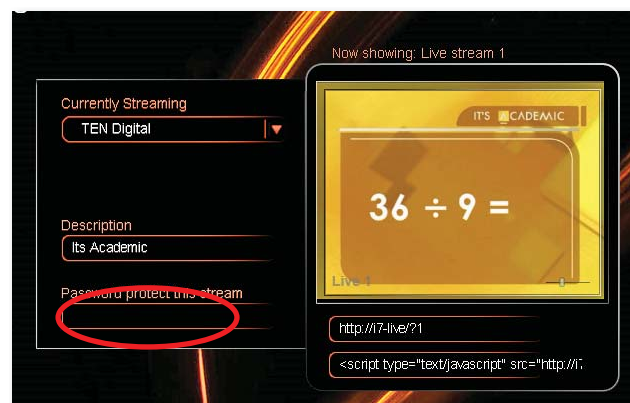 Now showing: Live stream 1
Currently Streaming
TEN Digital
Description
Its Academic
Password protect this stream
IT'S ACADEMIC
36 ÷ 9 =
Live 1
http://i7-live/?1
<script type="text/javascript" src="http://i7